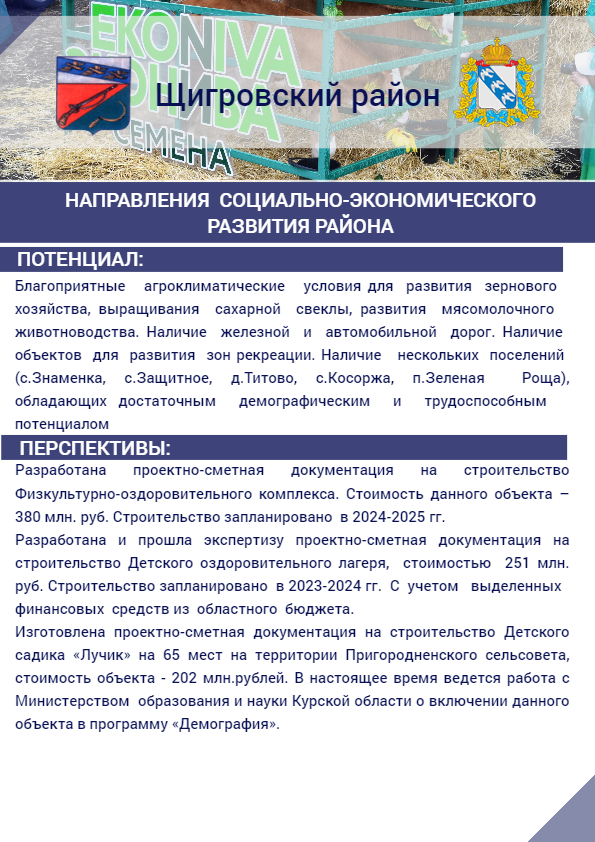 EKONIVA
СЕМЕНА
Щигровский район
НАПРАВЛЕНИЯ СОЦИАЛЬНО-ЭКОНОМИЧЕСКОГО
РАЗВИТИЯ РАЙОНА
ПОТЕНЦИАЛ:
Благоприятные агроклиматические условия для развития зернового
хозяйства, выращивания сахарной свеклы, развития мясомолочного
животноводства. Наличие железной и автомобильной дорог. Наличие
объектов для развития зон рекреации. Наличие нескольких поселений
(с.Знаменка, с.Защитное, д.Титово, с.Косоржа, п.Зеленая Роща),
обладающих достаточным демографическим и трудоспособным
потенциалом
ПЕРСПЕКТИВЫ:
Разработана проектно-сметная документация на строительство
Физкультурно-оздоровительного комплекса. Стоимость данного объекта –
380 млн. руб. Строительство запланировано в 2024-2025 гг.
Разработана и прошла экспертизу проектно-сметная документация на
строительство Детского оздоровительного лагеря, стоимостью 251 млн.
руб. Строительство запланировано в 2023-2024 гг. С учетом выделенных
финансовых средств из областного бюджета.
Изготовлена проектно-сметная документация на строительство Детского
садика «Лучик» на 65 мест на территории Пригородненского сельсовета,
стоимость объекта - 202 млн.рублей. В настоящее время ведется работа с
Министерством образования и науки Курской области о включении данного
объекта в программу «Демография».